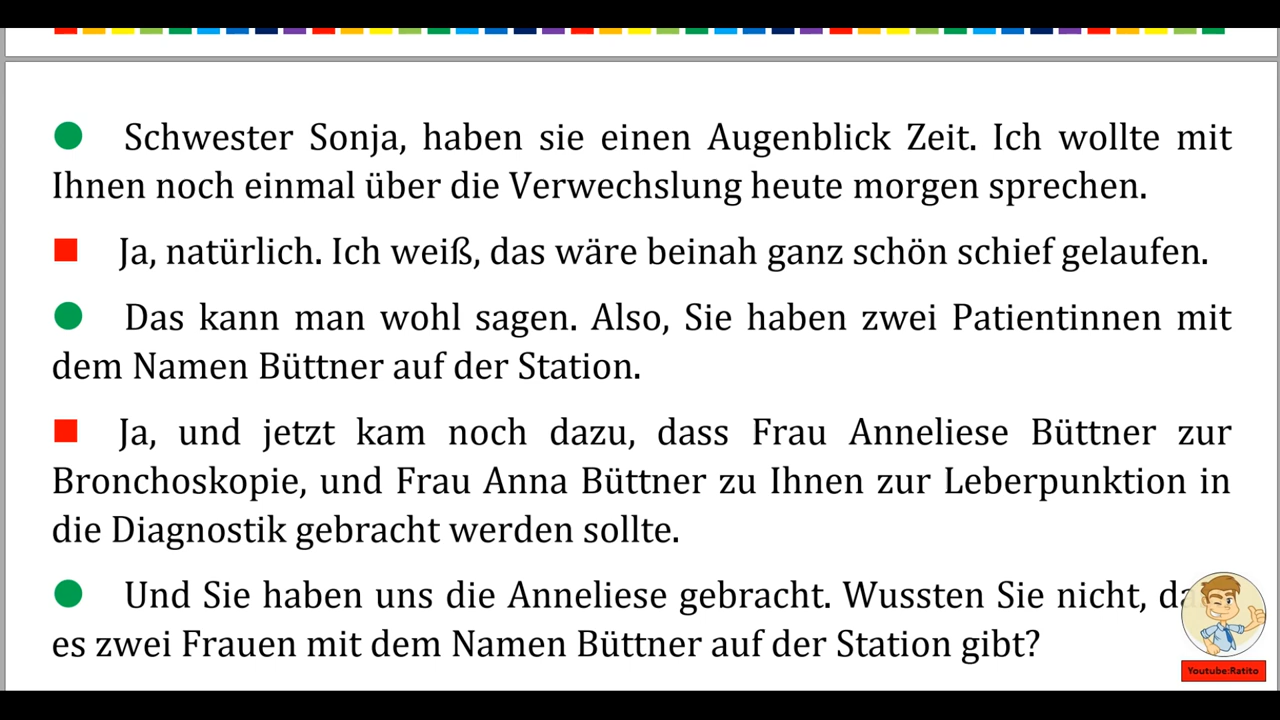 Schwester Sonja, haben sie einen Augenblick Zeit. Ich wollte mit
Ihnen noch einmal über die Verwechslung heute morgen sprechen.
Ja, natürlich. Ich weiß, das wäre beinah ganz schön schief gelaufen.
Das kann man wohl sagen. Also, Sie haben zwei Patientinnen mit
dem Namen Büttner auf der Station.
Ja, und jetzt kam noch dazu, dass Frau Anneliese Büttner zur
Bronchoskopie, und Frau Anna Büttner zu Ihnen zur Leberpunktion in
die Diagnostik gebracht werden sollte.
Und Sie haben uns die Anneliese gebracht. Wussten Sie nicht,
es zwei Frauen mit dem Namen Büttner auf der Station gibt?
Youtube:Ratito